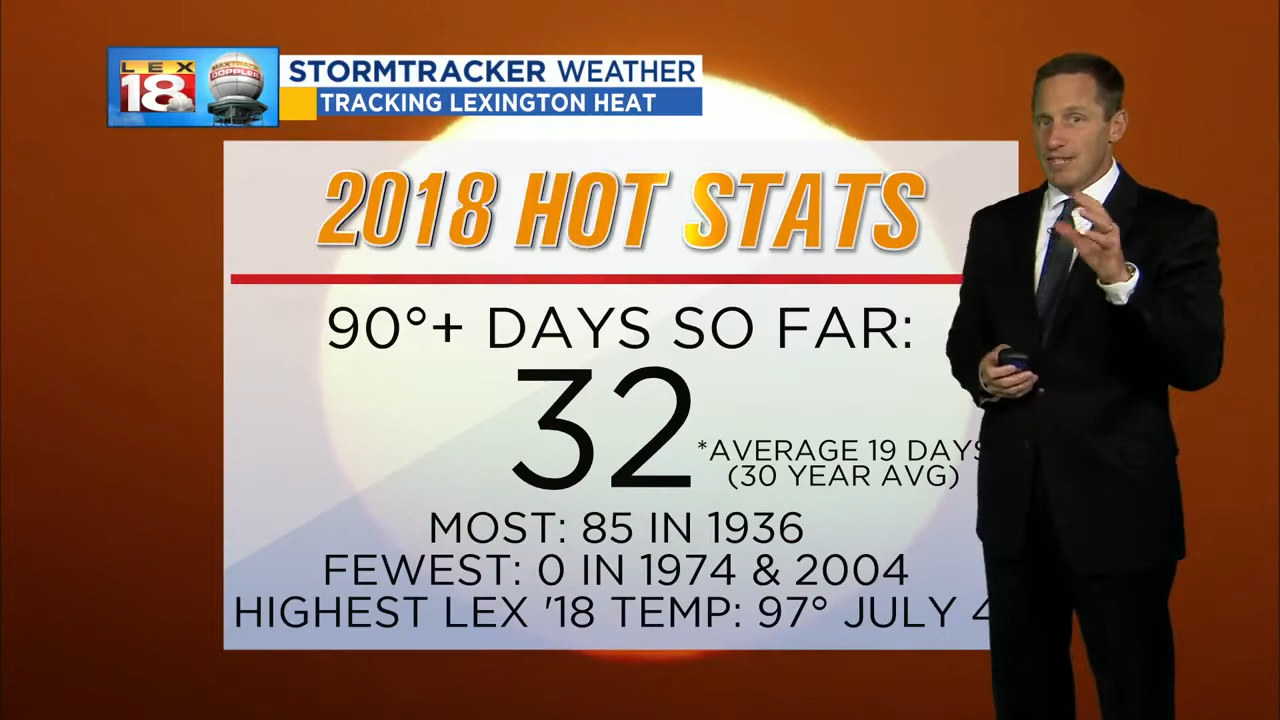 LEX
18
MAX TRACK
DOPPLER
STORMTRACKER WEATHER
TRACKING LEXINGTON HEAT
2018 HOT STATS
90°+ DAYS SO FAR:
32
*AVERAGE 19 DAYS
(30 YEAR AVG)
MOST: 85 IN 1936
FEWEST: 0 IN 1974 & 2004
HIGHEST LEX '18 TEMP: 97° JULY 4